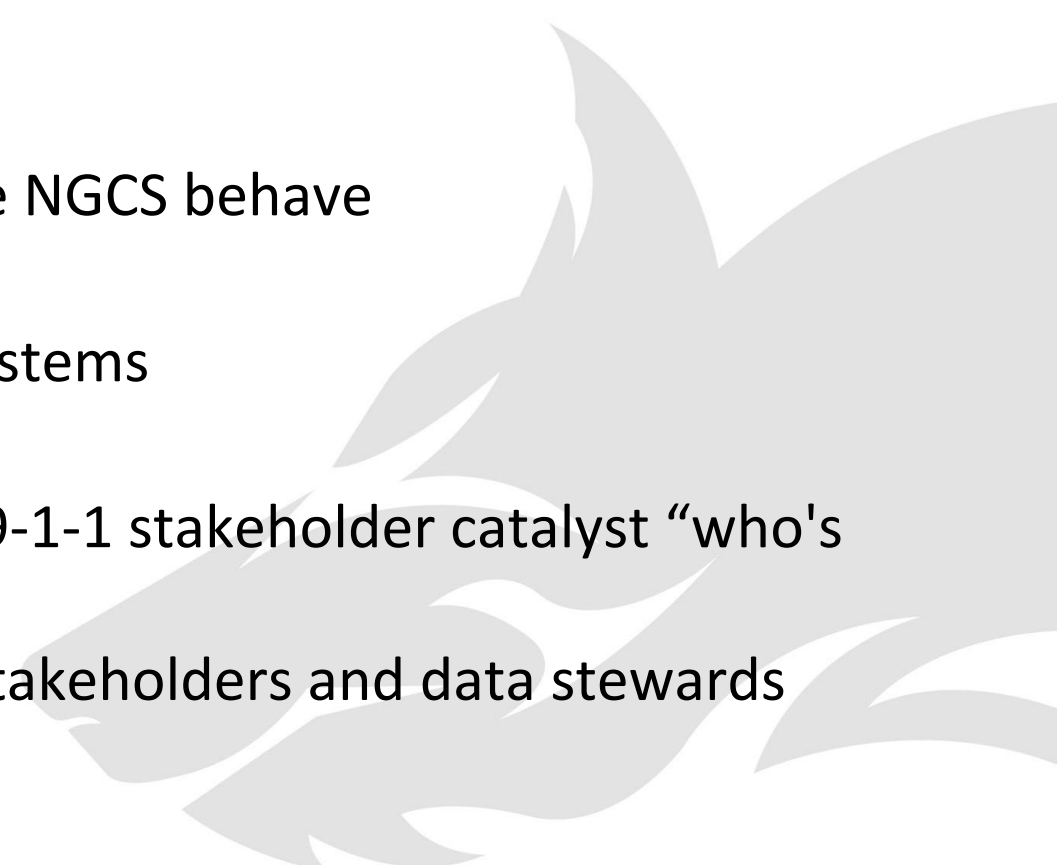 NGCS behave
stems
9-1-1 stakeholder catalyst “who's
takeholders and data stewards